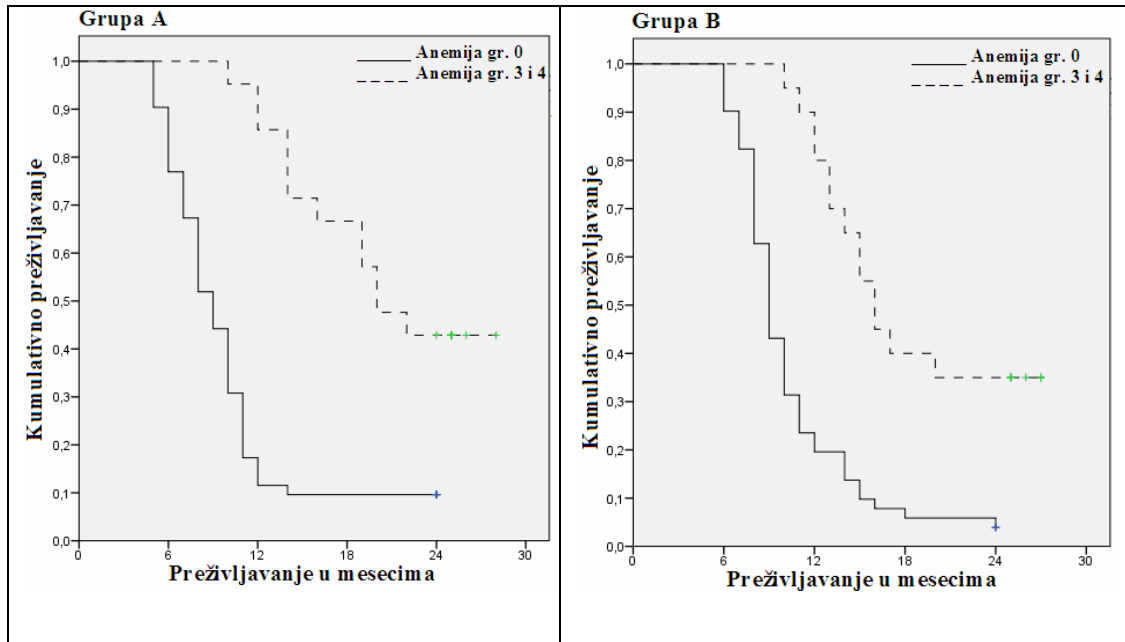 Grupa A
Anemija gr. 0
Anemija gr. 3 i 4
Kumulativno preživljavanje
1,0
0,9
0,8
0,7
0,6
0,5
0,4
0,3
0,2
0,1
0,0
0 6 12 18 24 30
Preživljavanje u mesecima
Grupa B
Anemija gr. 0
Anemija gr. 3 i 4
Kumulativno preživljavanje
1,0
0,9
0,8
0,7
0,6
0,5
0,4
0,3
0,2
0,1
0,0
0 6 12 18 24 30
Preživljavanje u mesecima